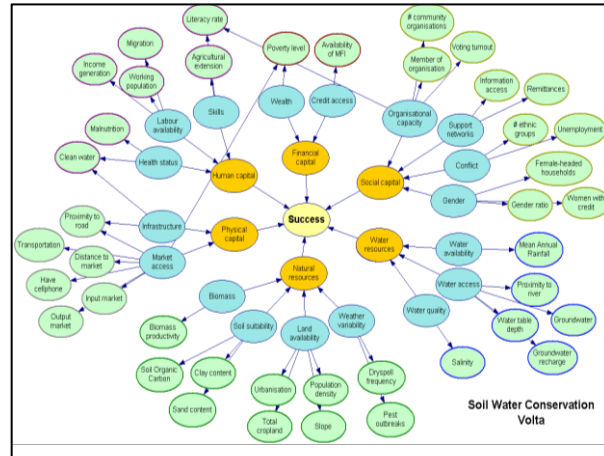 Literacy rate
# community
organisations
Migration
Poverty level
Availability
of MFI
Voting turnout
Income
generation
Working
population
Agricultural
extension
Member of
organisation
Information
access
Remittances
Labour
availability
Skills
Wealth
Credit access
Organisational
capacity
Support
networks
# ethnic
groups
Unemployment
Malnutrition
Health status
Financial
capital
Conflict
Clean water
Human capital
Social capital
Female-headed
households
Gender
Gender ratio
Women with
credit
Infrastructure
Physical
capital
Success
Water
resources
Water
availability
Mean Annual
Rainfall
Proximity to
road
Transportation
Distance to
market
Market
access
Natural
resources
Water access
Proximity to
river
Have
cellphone
Input market
Output
market
Biomass
Weather
variability
Water quality
Water table
depth
Groundwater
Biomass
productivity
Soil suitability
Land
availability
Groundwater
recharge
Soil Organic
Carbon
Clay content
Salinity
Urbanisation
Population
density
Dryspell
frequency
Sand content
Total
cropland
Slope
Pest
outbreaks
Soil Water Conservation
Volta